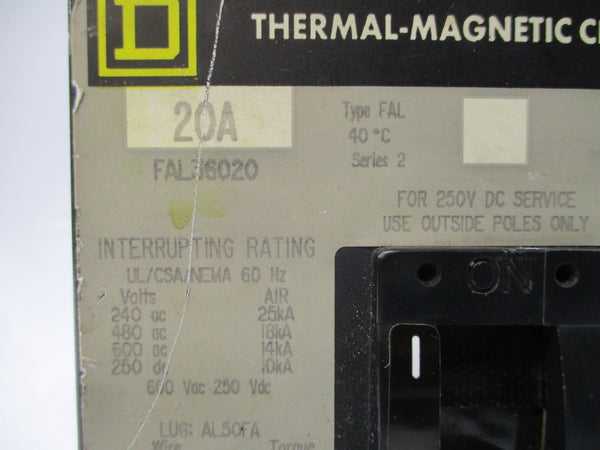 D
THERMAL-MAGNETIC CI
20A
FAL36020
Type FAL
40 °C
Series 2
FOR 250V DC SERVICE
USE OUTSIDE POLES ONLY
INTERRUPTING RATING
UL/CSA/NEMA 60 Hz
Volts AIR
240 ac 25kA
480 ac 18kA
600 ac 14kA
250 dc 10kA
600 Vac 250 Vdc
LUG: AL50FA
Wire Torque
ON
I